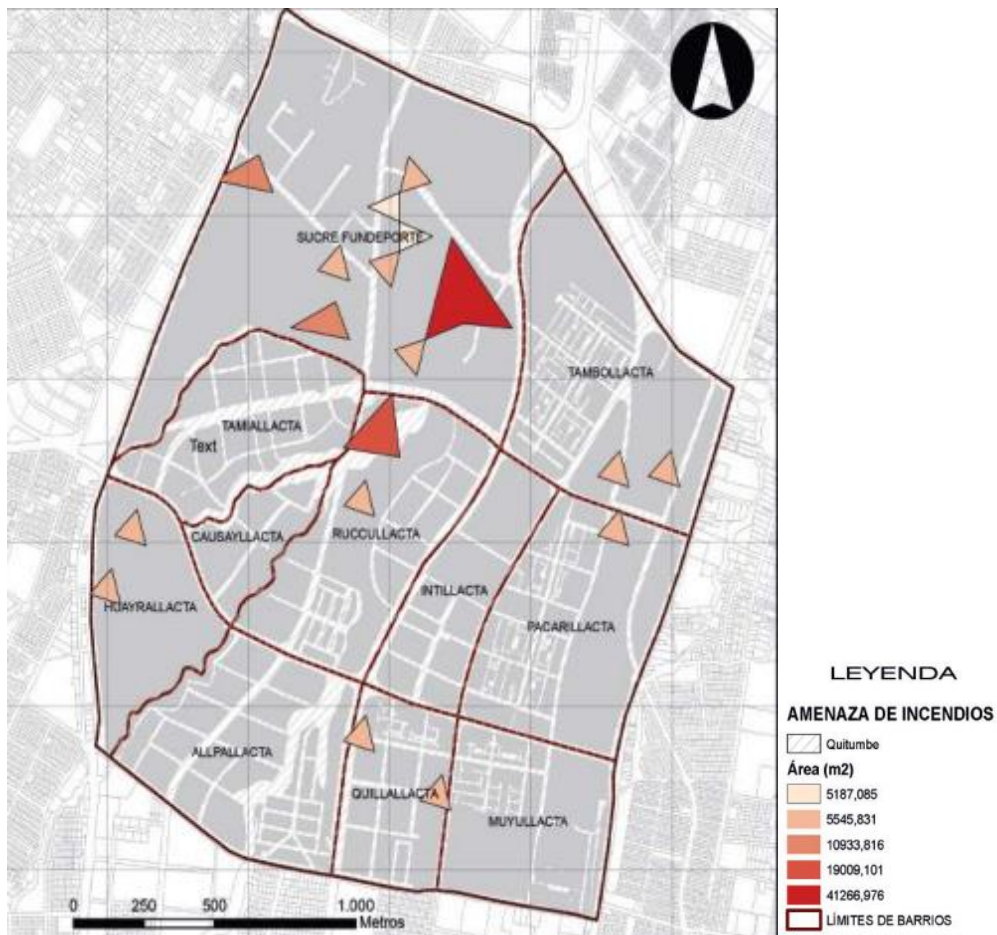 SUCRE FUNDEPORTE
TAMBOLLACTA
TAMIALLACTA
Text
CAUSAYLLACTA
RUCCULLACTA
INTILLACTA
HUAYRALLACTA
PACARILLACTA
ALLPALLACTA
QUILLALLACTA
MUYULLACTA
0 250 500 1.000
Metros
LEYENDA
AMENAZA DE INCENDIOS
Quitumbe
Área (m2)
5187,085
5545,831
10933,816
19009,101
41266,976
LÍMITES DE BARRIOS